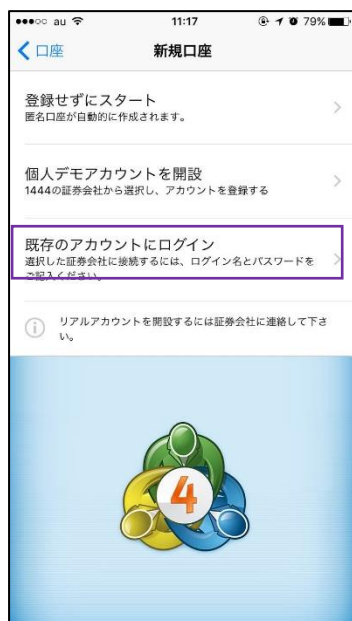 au 11:17 79%
口座 新規口座
登録せずにスタート
匿名口座が自動的に作成されます。
個人デモアカウントを開設
1444の証券会社から選択し、アカウントを登録する
既存のアカウントにログイン
選択した証券会社に接続するには、ログイン名とパスワードを
ご記入ください。
リアルアカウントを開設するには証券会社に連絡して下さ
い。
4